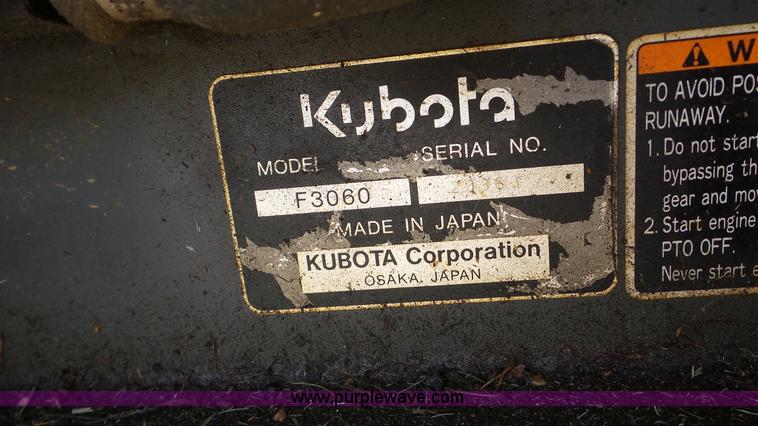 Kubota
MODEL SERIAL NO.
F3060
MADE IN JAPAN
KUBOTA Corporation
OSAKA, JAPAN
W
TO AVOID POS
RUNAWAY.
1. Do not start
bypassing th
gear and mov
2. Start engine
PTO OFF.
Never start e
www.purplewave.com